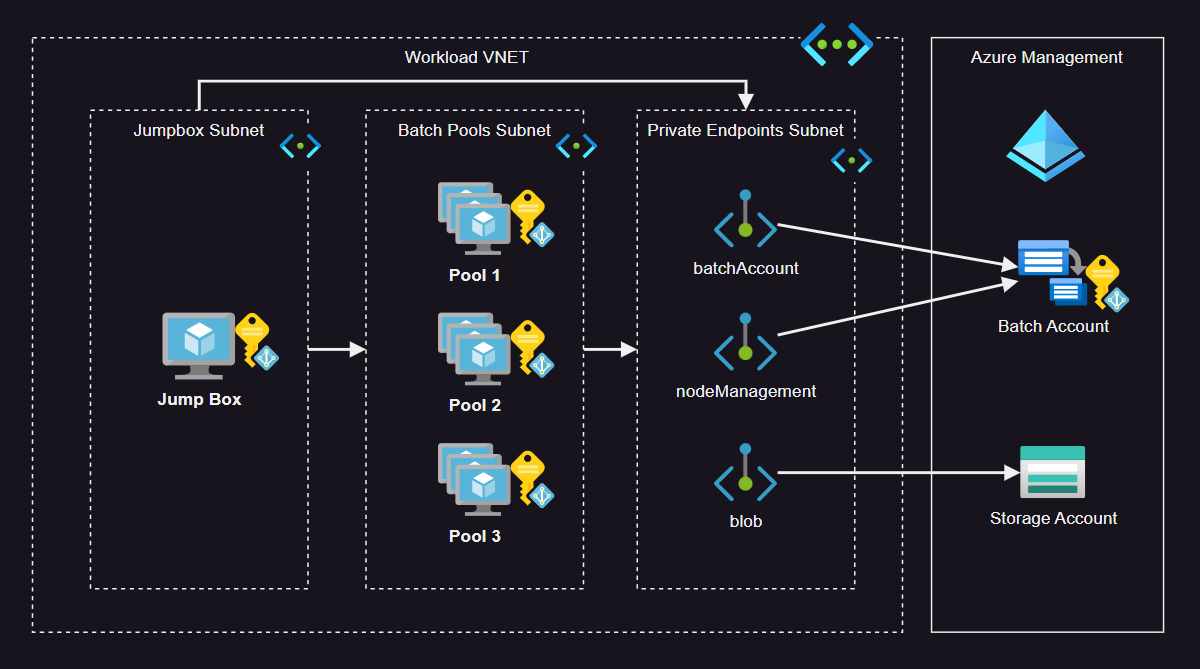 Workload VNET
Azure Management
Jumpbox Subnet
Batch Pools Subnet
Private Endpoints Subnet
Jump Box
Pool 1
Pool 2
Pool 3
batchAccount
nodeManagement
blob
Batch Account
Storage Account